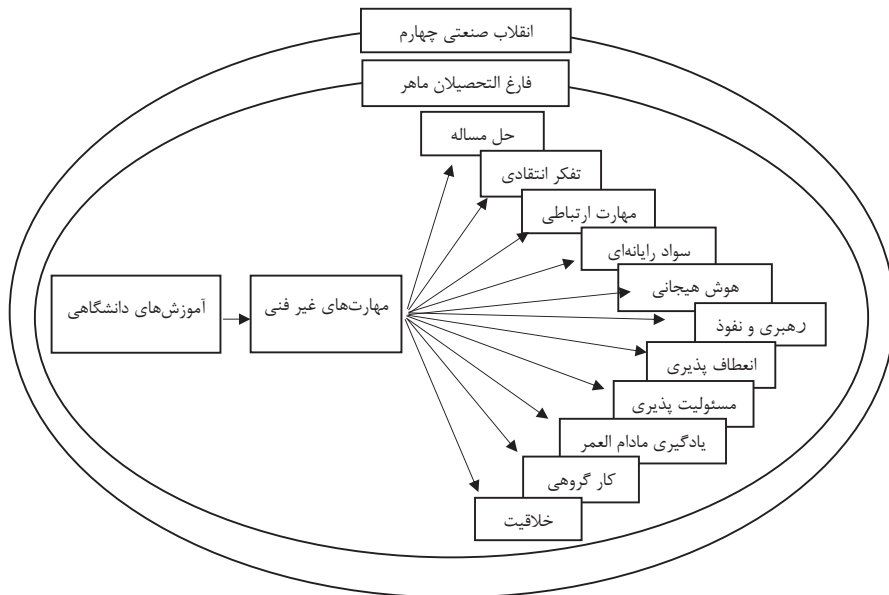 انقلاب صنعتی چهارم
فارغ التحصیلان ماهر
حل مساله
تفکر انتقادی
مهارت ارتباطی
سواد رایانه‌ای
هوش هیجانی
رهبری و نفوذ
انعطاف پذیری
مسئولیت پذیری
یادگیری مادام العمر
کار گروهی
خلاقیت
مهارت‌های غیر فنی
آموزش‌های دانشگاهی